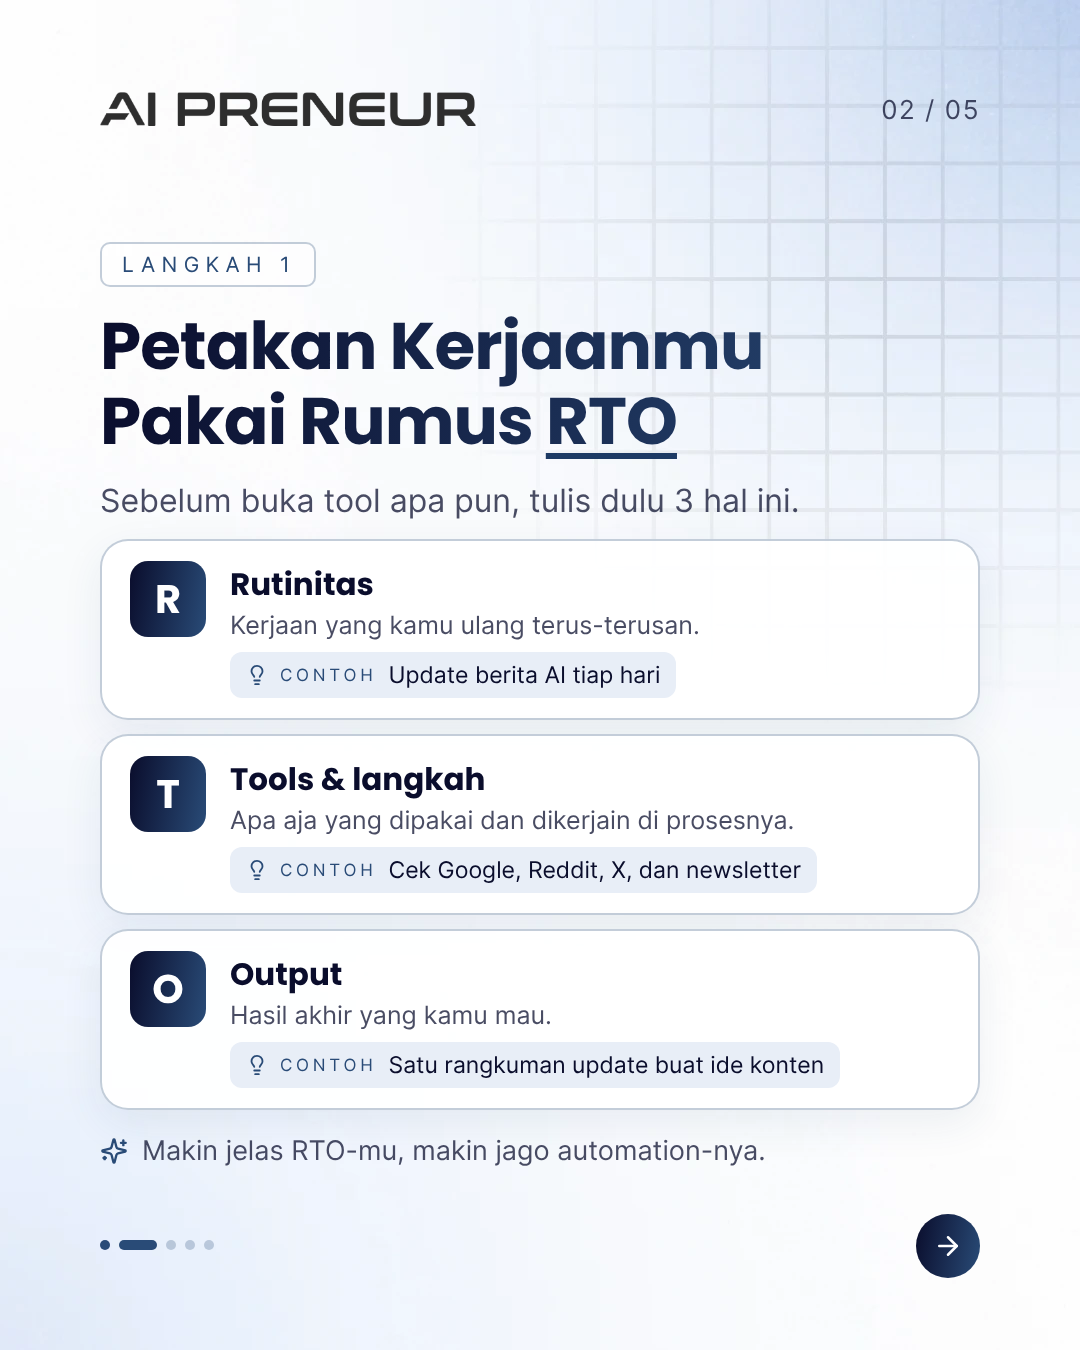 AI PRENEUR
02 / 05
LANGKAH 1
Petakan Kerjaanmu
Pakai Rumus RTO
Sebelum buka tool apa pun, tulis dulu 3 hal ini.
R
Rutinitas
Kerjaan yang kamu ulang terus-terusan.
CONTOH Update berita AI tiap hari
T
Tools & langkah
Apa aja yang dipakai dan dikerjain di prosesnya.
CONTOH Cek Google, Reddit, X, dan newsletter
O
Output
Hasil akhir yang kamu mau.
CONTOH Satu rangkuman update buat ide konten
Makin jelas RTO-mu, makin jago automation-nya.